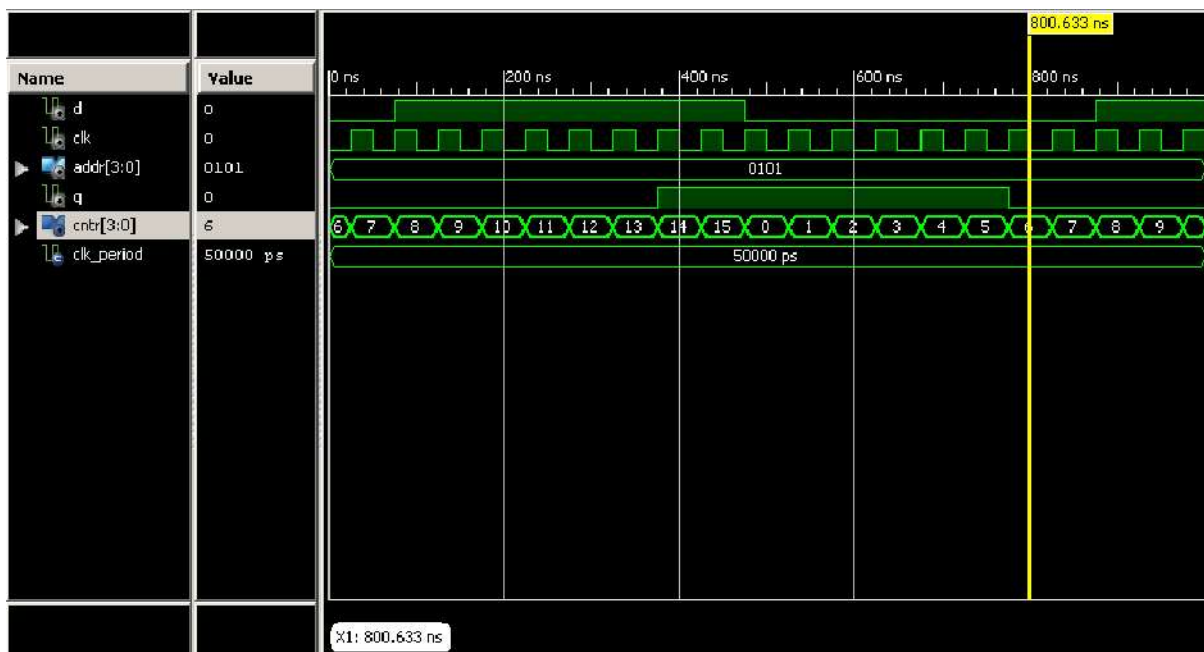 800.633 ns
Name Value 0 ns 200 ns 400 ns 600 ns 800 ns
d 0
clk 0
addr[3:0] 0101 0101
q 0
cntr[3:0] 6 6 7 8 9 10 11 12 13 14 15 0 1 2 3 4 5 6 7 8 9
clk_period 50000 ps 50000 ps
X1: 800.633 ns